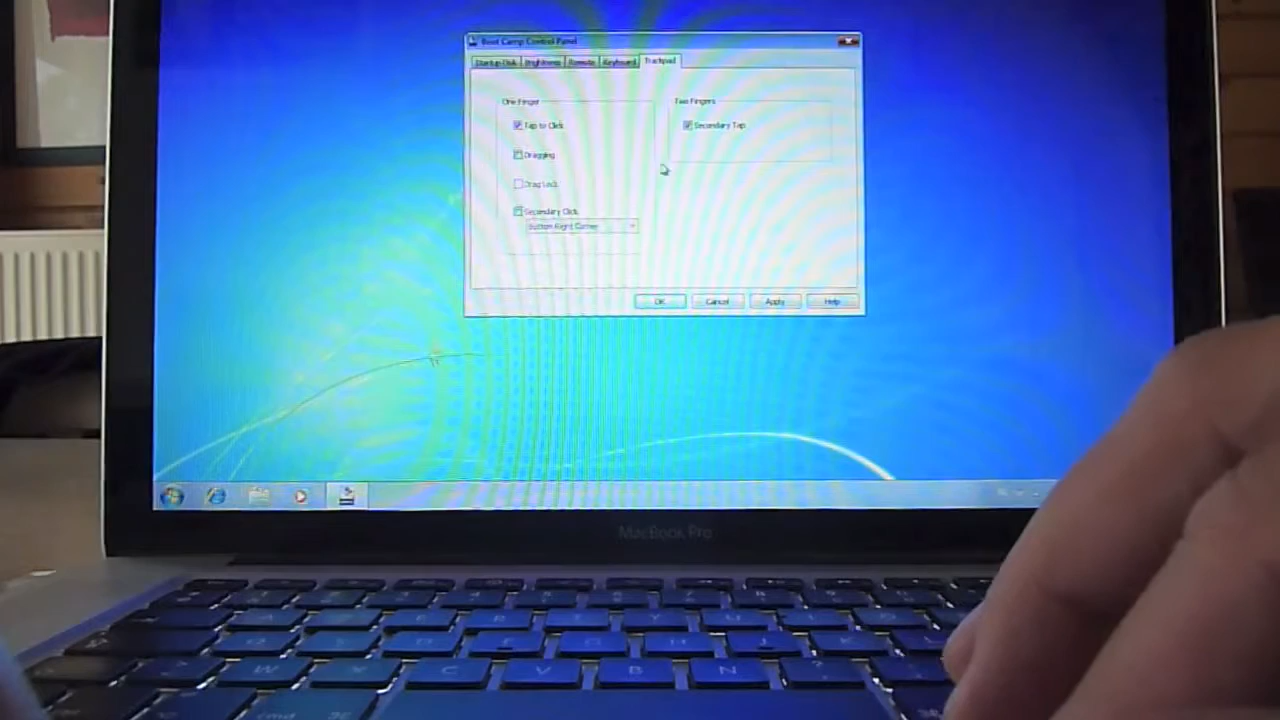 Boot Camp Control Panel
Startup Disk Brightness Remote Keyboard Trackpad
One Finger
Two Fingers
Tap to Click
Secondary Tap
Dragging
Drag Lock
Secondary Click
Bottom Right Corner
OK Cancel Apply Help
MacBook Pro
W C V B N ?
cmd